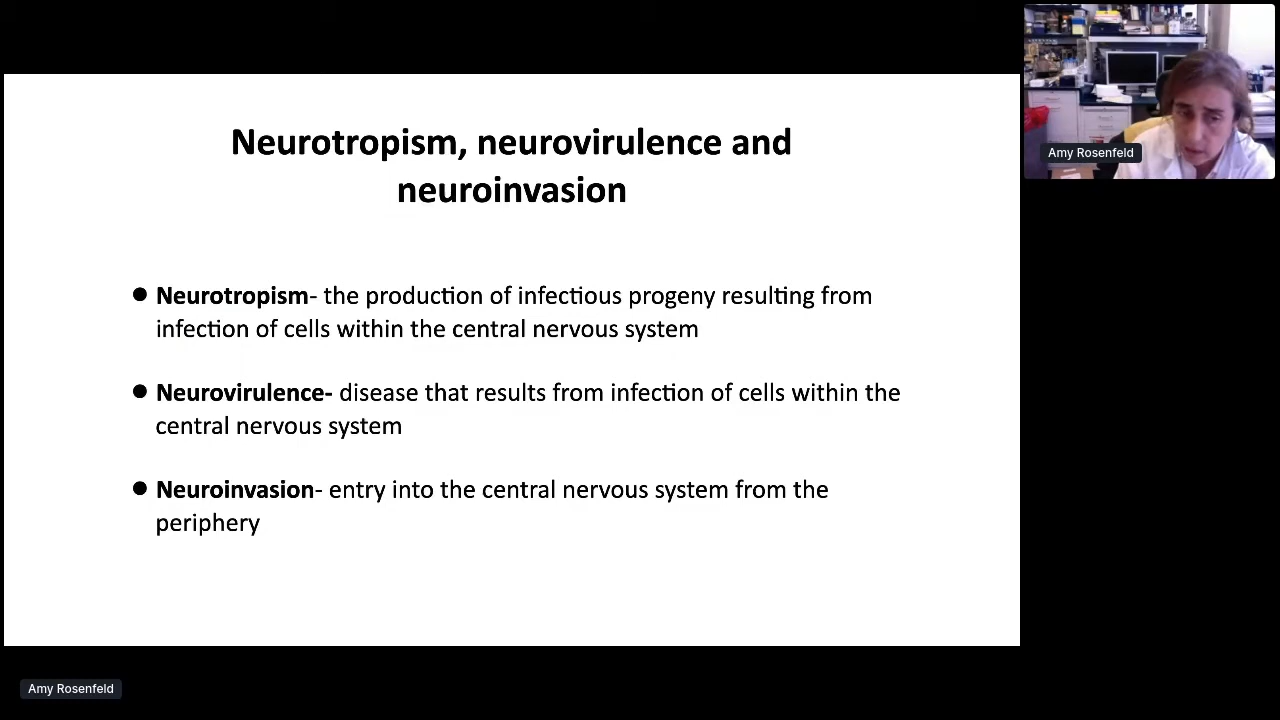 Neurotropism, neurovirulence and
neuroinvasion
● Neurotropism- the production of infectious progeny resulting from
infection of cells within the central nervous system
● Neurovirulence- disease that results from infection of cells within the
central nervous system
● Neuroinvasion- entry into the central nervous system from the
periphery
Amy Rosenfeld
Amy Rosenfeld